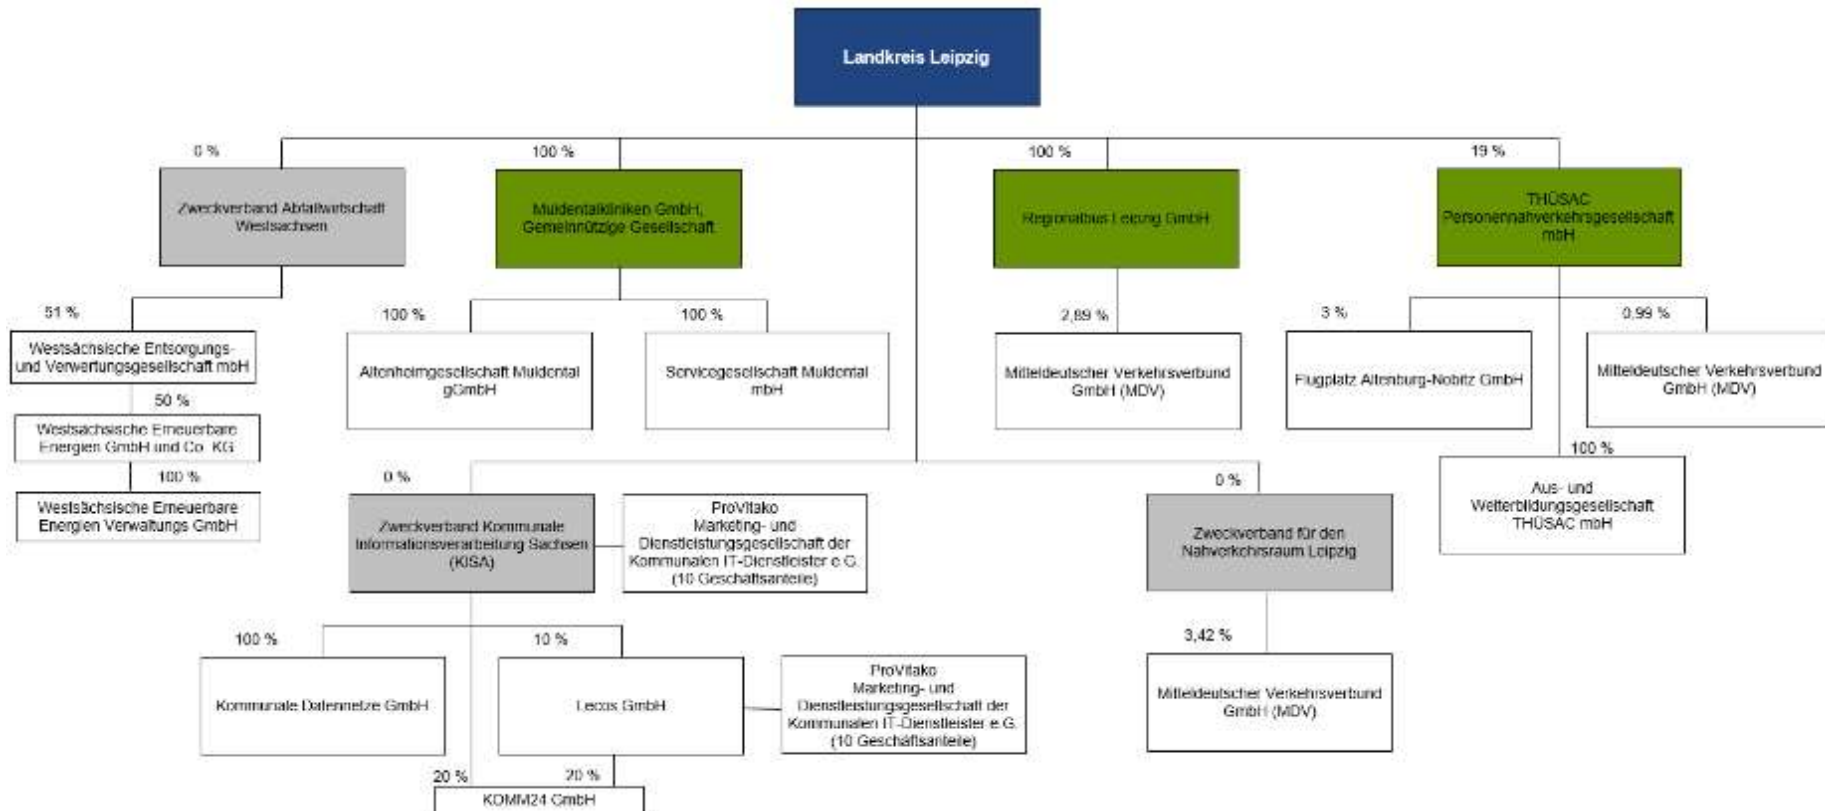 Landkreis Leipzig
0 %
100 %
100 %
19 %
Zweckverband Abfallwirtschaft
Westsachsen
Muldentalkliniken GmbH,
Gemeinnützige Gesellschaft
Regionalbus Leipzig GmbH
THÜSAC
Personennahverkehrsgesellschaft
mbH
51 %
100 %
100 %
2,89 %
3 %
0,99 %
Westsächsische Entsorgungs-
und Verwertungsgesellschaft mbH
Altenheimgesellschaft Muldental
gGmbH
Servicegesellschaft Muldental
mbH
Mitteldeutscher Verkehrsverbund
GmbH (MDV)
Flugplatz Altenburg-Nobitz GmbH
Mitteldeutscher Verkehrsverbund
GmbH (MDV)
50 %
Westsächsische Erneuerbare
Energien GmbH und Co. KG
100 %
Westsächsische Erneuerbare
Energien Verwaltungs GmbH
100 %
Aus- und
Weiterbildungsgesellschaft
THÜSAC mbH
0 %
0 %
Zweckverband Kommunale
Informationsverarbeitung Sachsen
(KISA)
ProVitako
Marketing- und
Dienstleistungsgesellschaft der
Kommunalen IT-Dienstleister e.G.
(10 Geschäftsanteile)
Zweckverband für den
Nahverkehrsraum Leipzig
100 %
10 %
3,42 %
Kommunale Datennetze GmbH
Lecos GmbH
ProVitako
Marketing- und
Dienstleistungsgesellschaft der
Kommunalen IT-Dienstleister e.G.
(10 Geschäftsanteile)
Mitteldeutscher Verkehrsverbund
GmbH (MDV)
20 %
20 %
KOMM24 GmbH